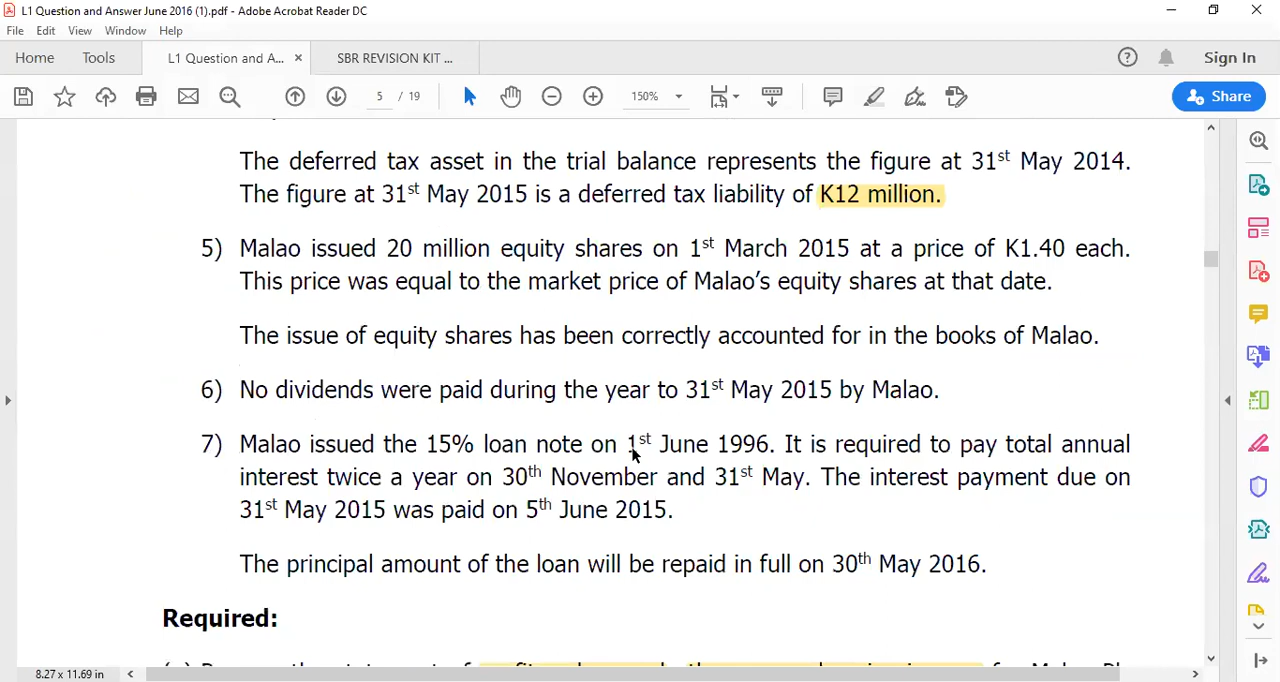 L1 Question and Answer June 2016 (1).pdf - Adobe Acrobat Reader DC
File Edit View Window Help
Home Tools L1 Question and A... × SBR REVISION KIT ... Sign In
5 / 19 150% Share
The deferred tax asset in the trial balance represents the figure at 31st May 2014.
The figure at 31st May 2015 is a deferred tax liability of K12 million.
5) Malao issued 20 million equity shares on 1st March 2015 at a price of K1.40 each.
This price was equal to the market price of Malao's equity shares at that date.
The issue of equity shares has been correctly accounted for in the books of Malao.
6) No dividends were paid during the year to 31st May 2015 by Malao.
7) Malao issued the 15% loan note on 1st June 1996. It is required to pay total annual
interest twice a year on 30th November and 31st May. The interest payment due on
31st May 2015 was paid on 5th June 2015.
The principal amount of the loan will be repaid in full on 30th May 2016.
Required:
8.27 x 11.69 in